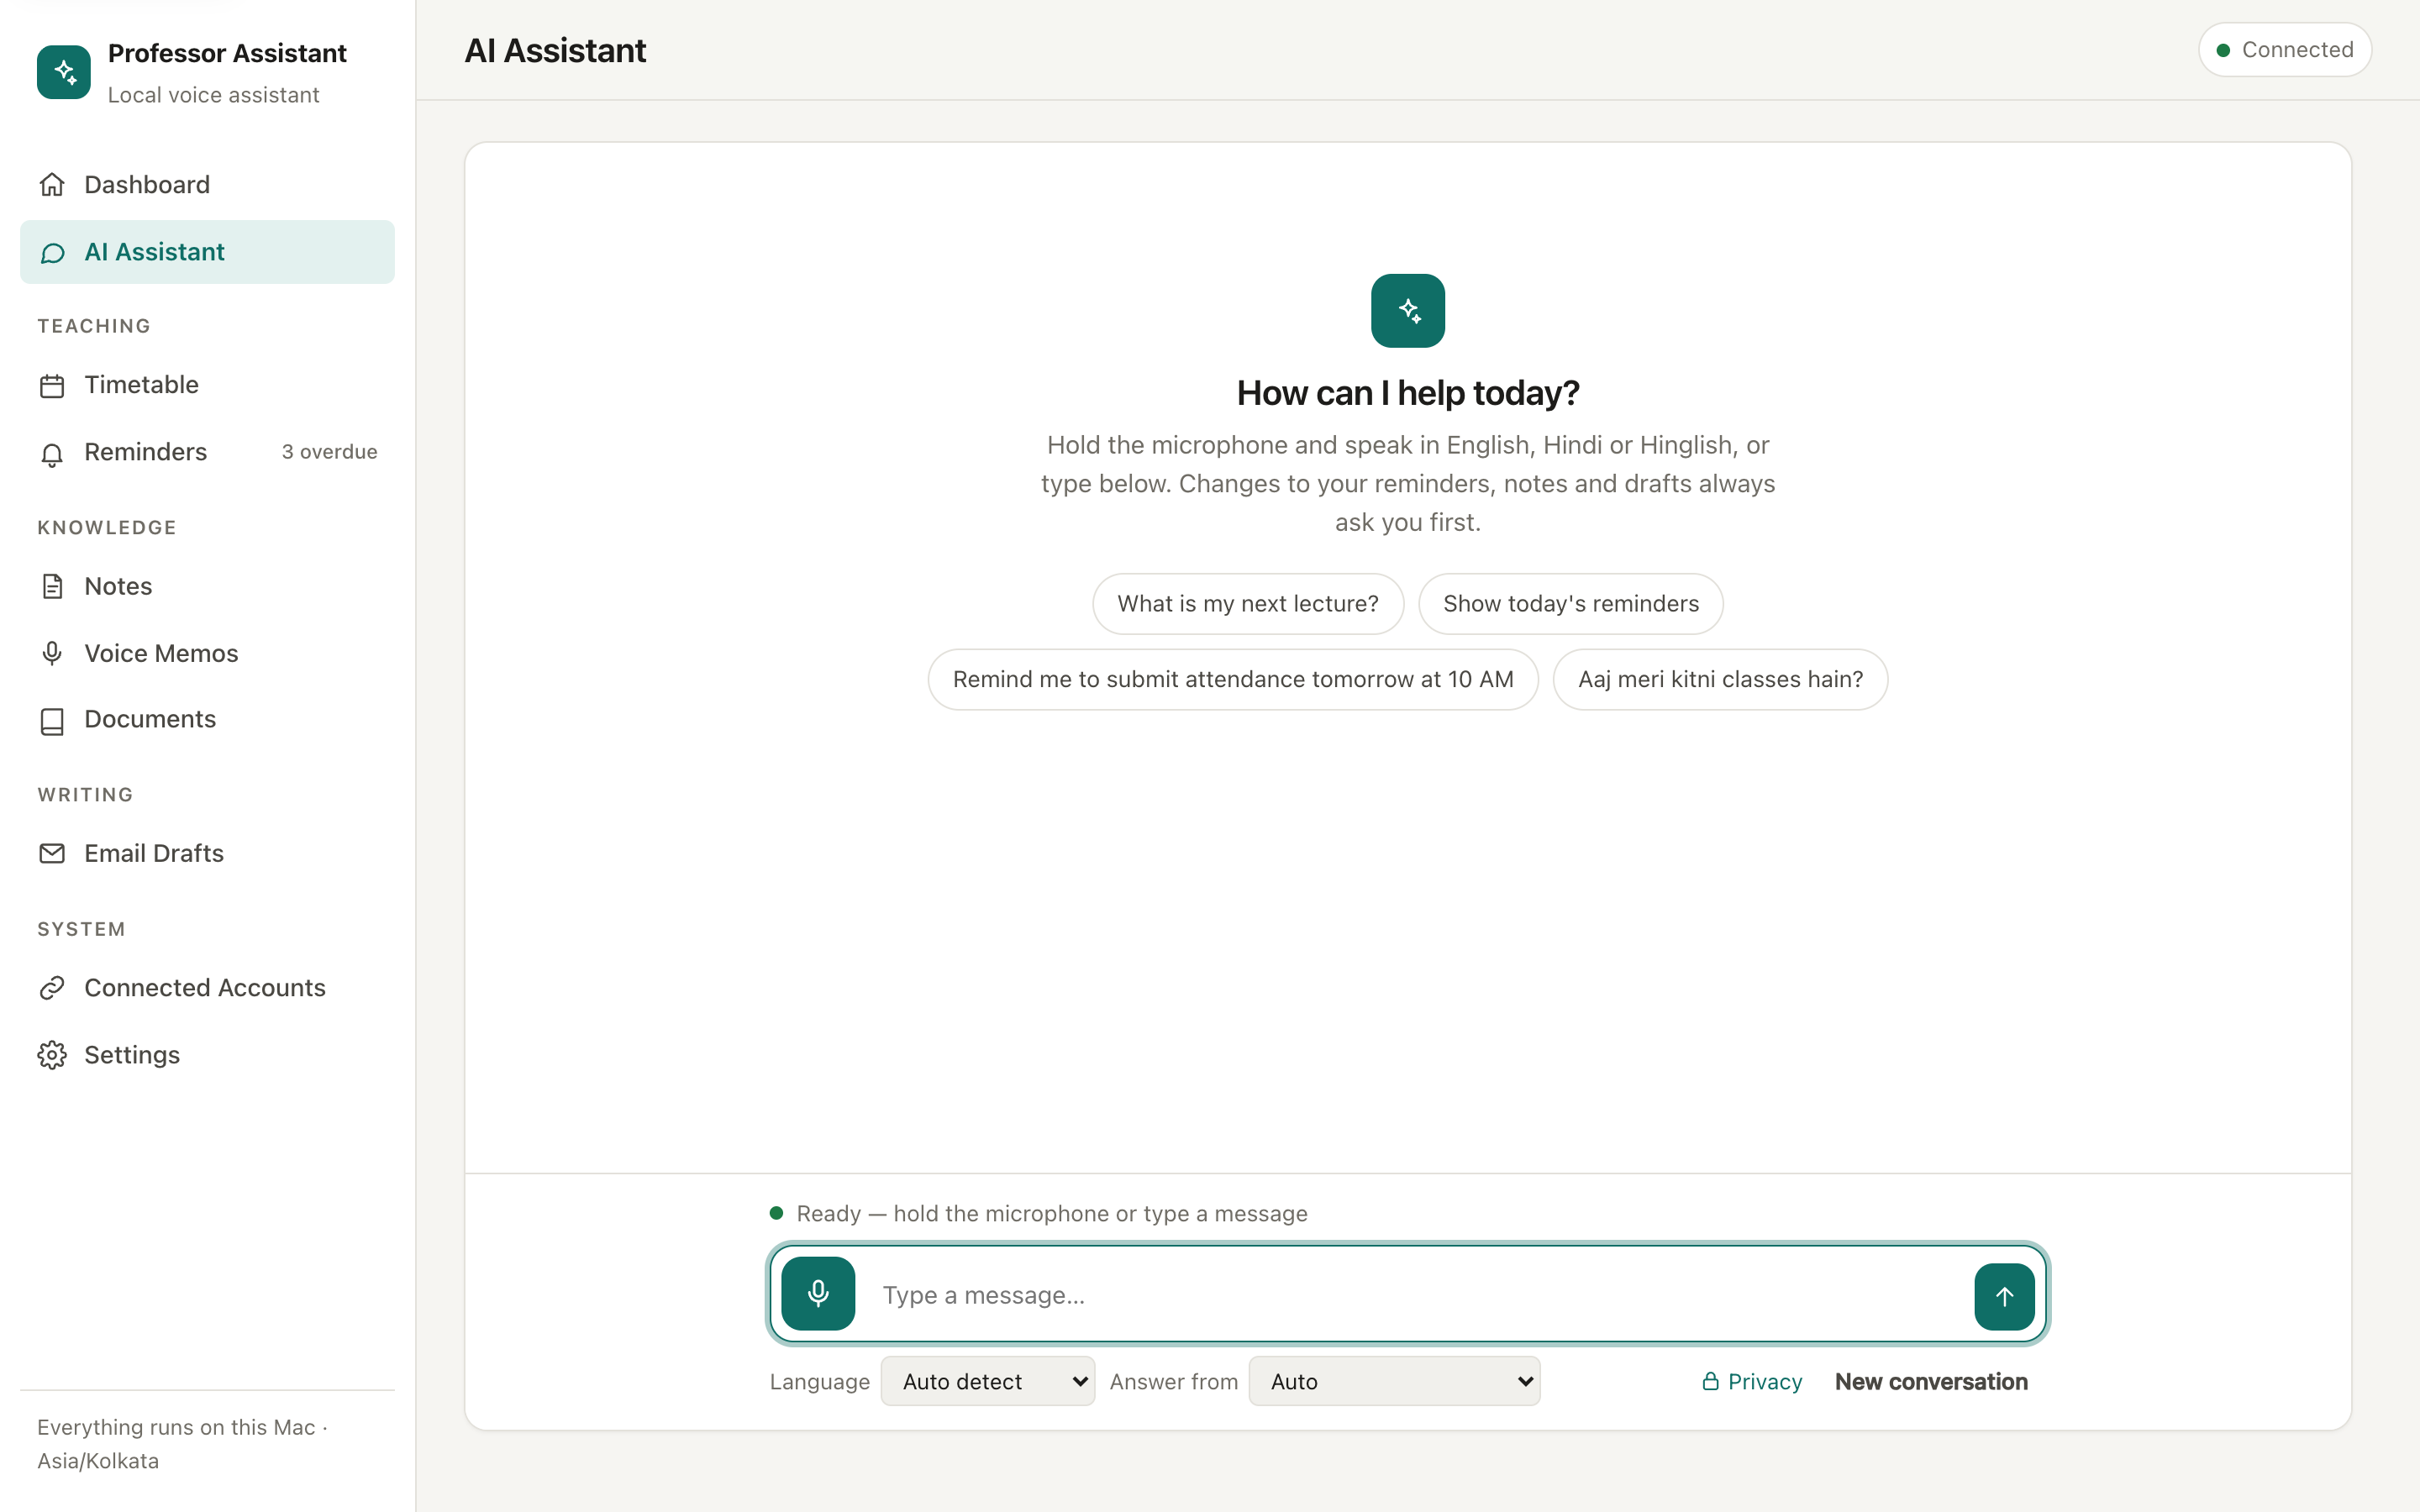 Professor Assistant
Local voice assistant
Dashboard
AI Assistant
TEACHING
Timetable
Reminders 3 overdue
KNOWLEDGE
Notes
Voice Memos
Documents
WRITING
Email Drafts
SYSTEM
Connected Accounts
Settings
Everything runs on this Mac ·
Asia/Kolkata
AI Assistant
Connected
How can I help today?
Hold the microphone and speak in English, Hindi or Hinglish, or
type below. Changes to your reminders, notes and drafts always
ask you first.
What is my next lecture? Show today's reminders
Remind me to submit attendance tomorrow at 10 AM Aaj meri kitni classes hain?
Ready — hold the microphone or type a message
Type a message...
Language Auto detect Answer from Auto Privacy New conversation